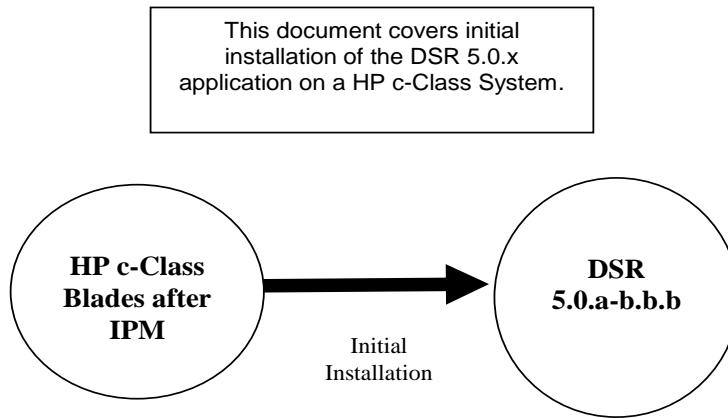 This document covers initial
installation of the DSR 5.0.x
application on a HP c-Class System.
HP c-Class
Blades after
IPM
Initial
Installation
DSR
5.0.a-b.b.b